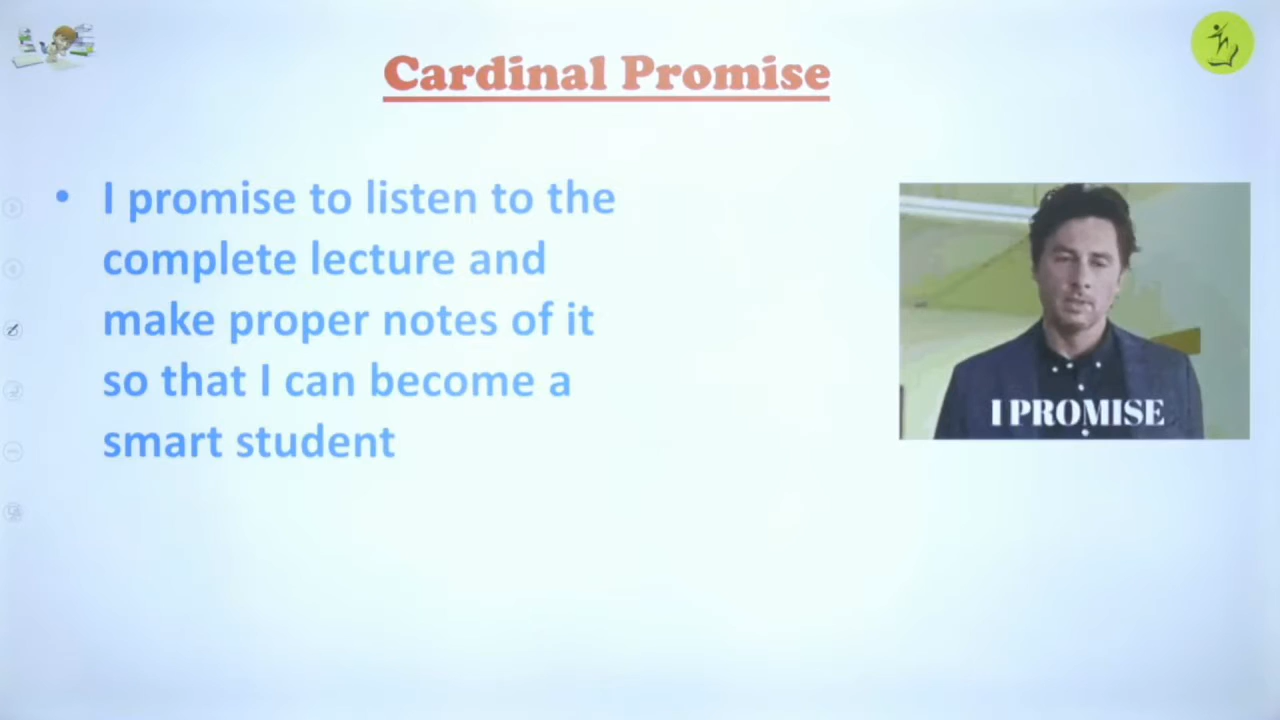 Cardinal Promise
• I promise to listen to the
complete lecture and
make proper notes of it
so that I can become a
smart student
I PROMISE